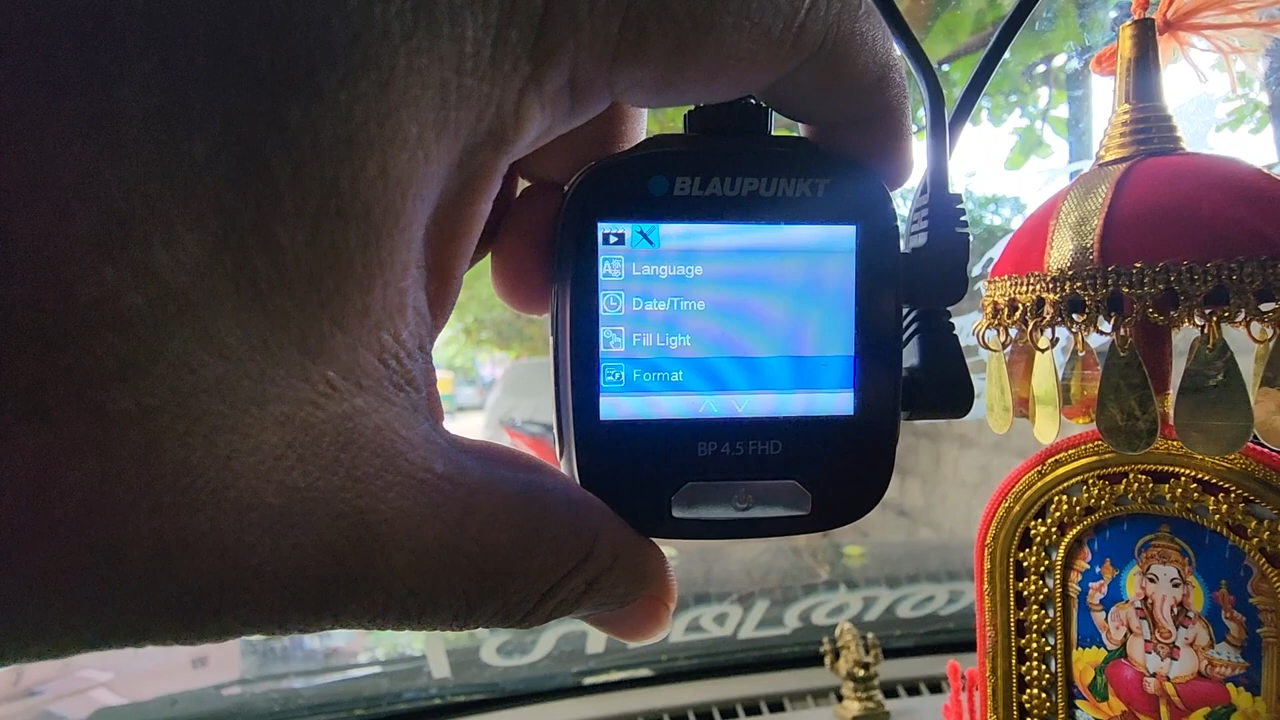 BLAUPUNKT
Language
Date/Time
Fill Light
Format
BP 4.5 FHD